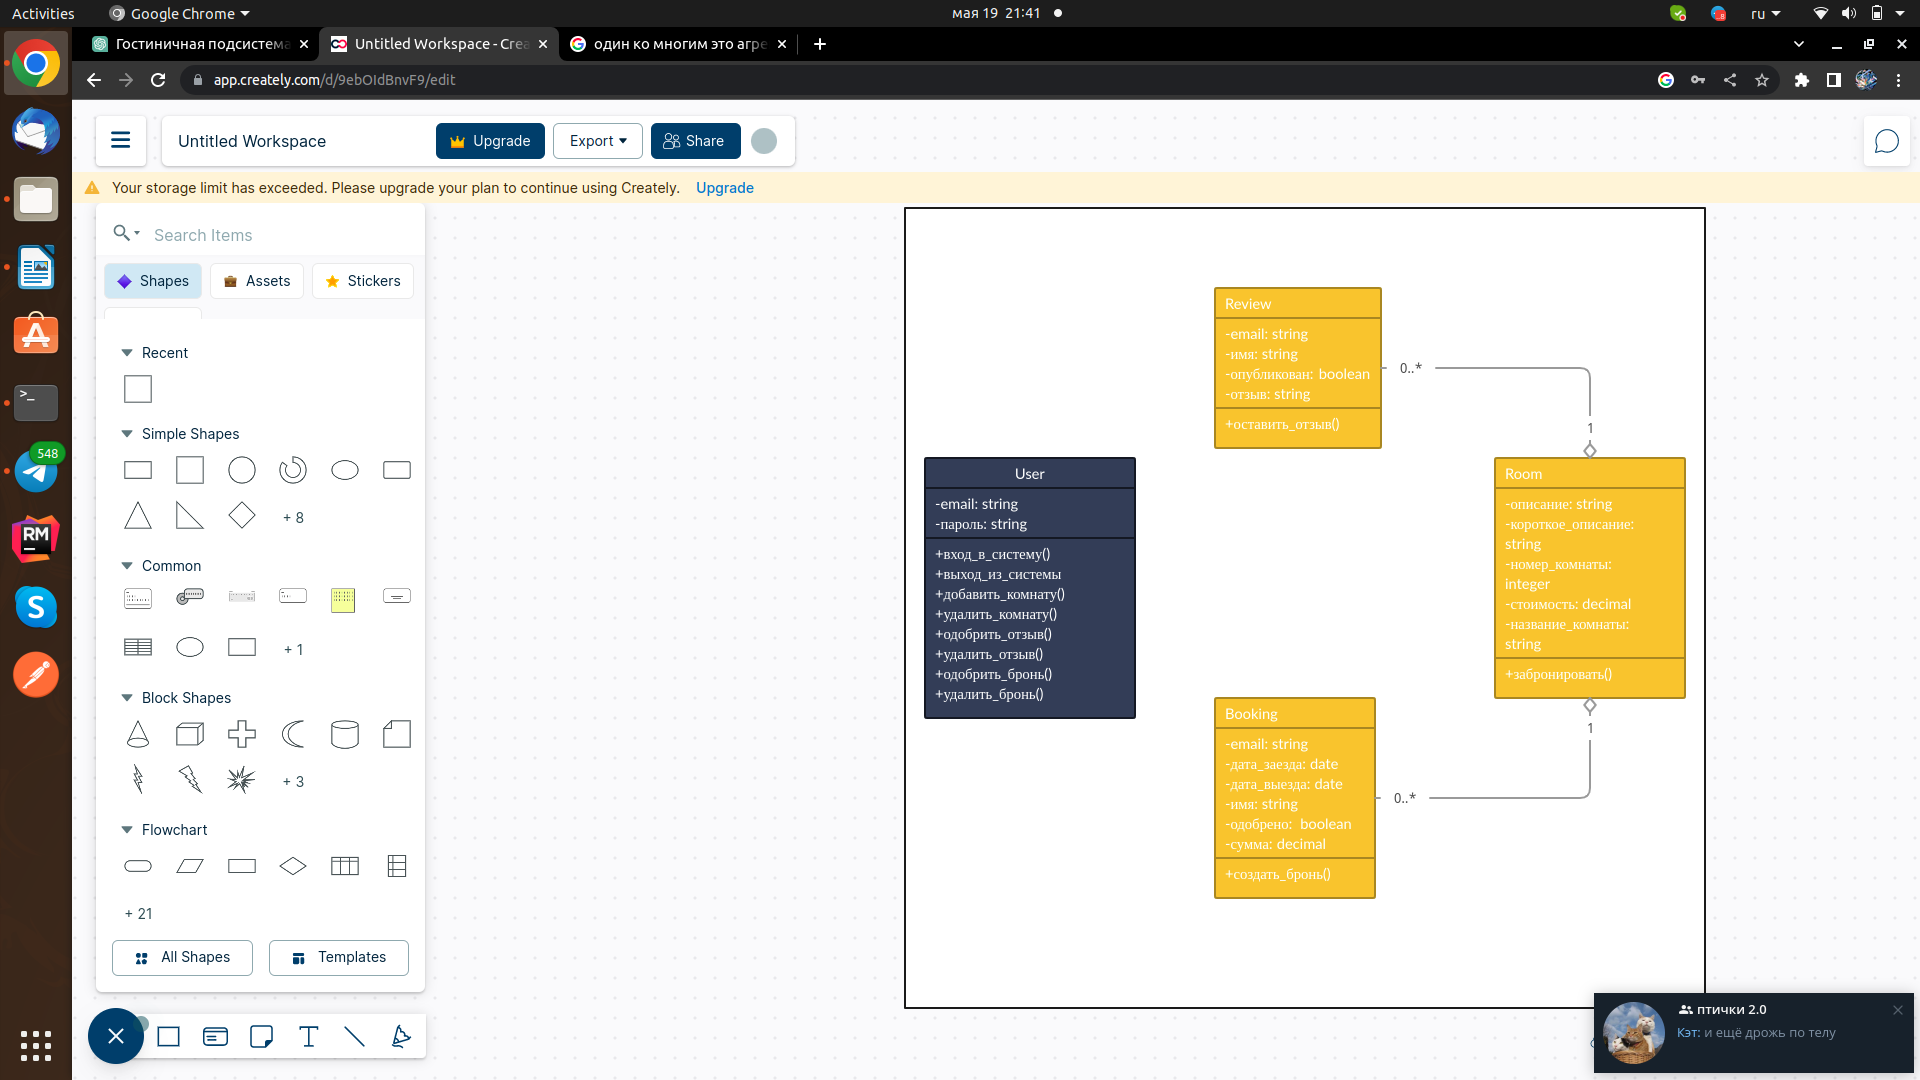 Activities
Google Chrome
мая 19 21:41
ru
Гостиничная подсистема
Untitled Workspace - Crea
один ко многим это агре
app.creately.com/d/9ebOIdBnvF9/edit
Untitled Workspace
Upgrade
Export
Share
Your storage limit has exceeded. Please upgrade your plan to continue using Creately.
Upgrade
Search Items
Shapes
Assets
Stickers
Recent
Simple Shapes
+ 8
Common
+ 1
Block Shapes
+ 3
Flowchart
+ 21
All Shapes
Templates
548
>_
RM
S
Review
-email: string
-имя: string
-опубликован: boolean
-отзыв: string
+оставить_отзыв()
0..*
1
User
-email: string
-пароль: string
+вход_в_систему()
+выход_из_системы
+добавить_комнату()
+удалить_комнату()
+одобрить_отзыв()
+удалить_отзыв()
+одобрить_бронь()
+удалить_бронь()
Room
-описание: string
-короткое_описание:
string
-номер_комнаты:
integer
-стоимость: decimal
-название_комнаты:
string
+забронировать()
1
0..*
Booking
-email: string
-дата_заезда: date
-дата_выезда: date
-имя: string
-одобрено: boolean
-сумма: decimal
+создать_бронь()
T
птички 2.0
Кэт: и ещё дрожь по телу